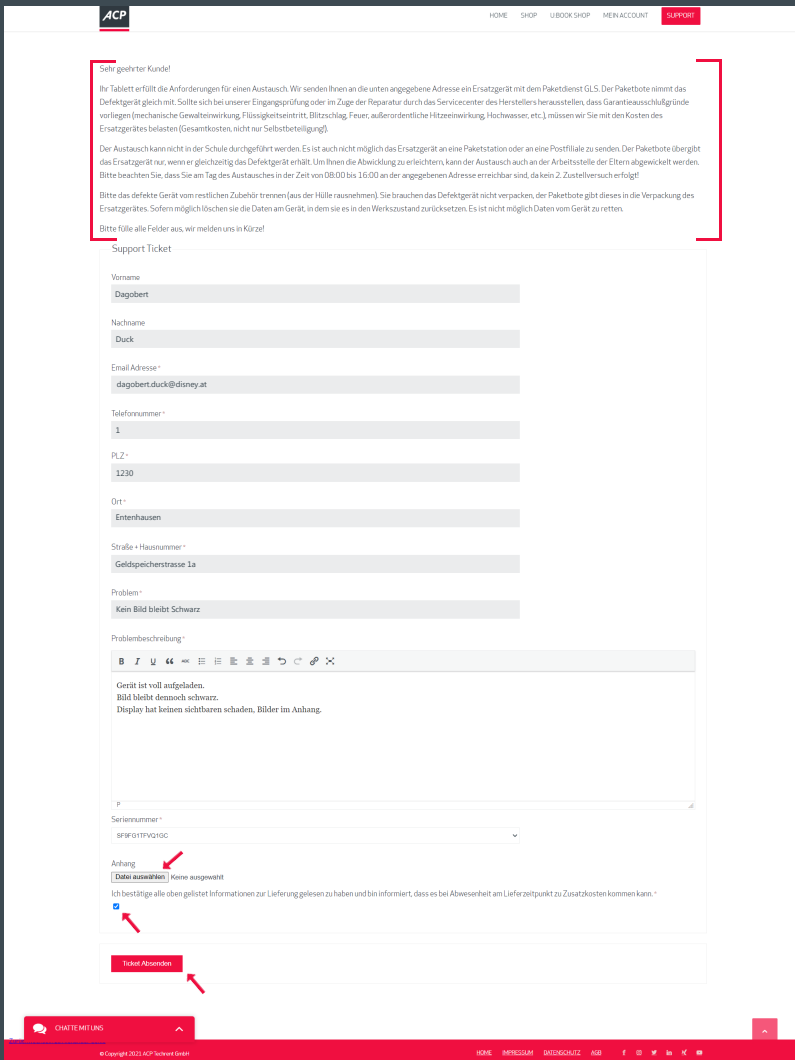 ACP
HOME SHOP U:BOOK SHOP MEIN ACCOUNT SUPPORT
Sehr geehrter Kunde!
Ihr Tablett erfüllt die Anforderungen für einen Austausch. Wir senden Ihnen an die unten angegebene Adresse ein Ersatzgerät mit dem Paketdienst GLS. Der Paketbote nimmt das
Defektgerät gleich mit. Sollte sich bei unserer Eingangsprüfung oder im Zuge der Reparatur durch das Servicecenter des Herstellers herausstellen, dass Garantieausschlußgründe
vorliegen (mechanische Gewalteinwirkung, Flüssigkeitseintritt, Blitzschlag, Feuer, außerordentliche Hitzeeinwirkung, Hochwasser, etc.), müssen wir Sie mit den Kosten des
Ersatzgerätes belasten (Gesamtkosten, nicht nur Selbstbeteiligung!).
Der Austausch kann nicht in der Schule durchgeführt werden. Es ist auch nicht möglich das Ersatzgerät an eine Paketstation oder an eine Postfiliale zu senden. Der Paketbote übergibt
das Ersatzgerät nur, wenn er gleichzeitig das Defektgerät erhält. Um Ihnen die Abwicklung zu erleichtern, kann der Austausch auch an der Arbeitsstelle der Eltern abgewickelt werden.
Bitte beachten Sie, dass Sie am Tag des Austausches in der Zeit von 08:00 bis 16:00 an der angegebenen Adresse erreichbar sind, da kein 2. Zustellversuch erfolgt!
Bitte das defekte Gerät vom restlichen Zubehör trennen (aus der Hülle rausnehmen). Sie brauchen das Defektgerät nicht verpacken, der Paketbote gibt dieses in die Verpackung des
Ersatzgerätes. Sofern möglich löschen sie die Daten am Gerät, in dem sie es in den Werkszustand zurücksetzen. Es ist nicht möglich Daten vom Gerät zu retten.
Bitte fülle alle Felder aus, wir melden uns in Kürze!
Support Ticket
Vorname
Dagobert
Nachname
Duck
Email Adresse *
dagobert.duck@disney.at
Telefonnummer *
1
PLZ *
1230
Ort *
Entenhausen
Straße + Hausnummer *
Geldspeicherstrasse 1a
Problem *
Kein Bild bleibt Schwarz
Problembeschreibung *
B I U ABC
Gerät ist voll aufgeladen.
Bild bleibt dennoch schwarz.
Display hat keinen sichtbaren schaden, Bilder im Anhang.
P
Seriennummer *
SF9FG1TFVQ1GC
Anhang
Datei auswählen Keine ausgewählt
Ich bestätige alle oben gelistet Informationen zur Lieferung gelesen zu haben und bin informiert, dass es bei Abwesenheit am Lieferzeitpunkt zu Zusatzkosten kommen kann. *
Ticket Absenden
CHATTE MIT UNS
© Copyright 2021 ACP Techrent GmbH
HOME IMPRESSUM DATENSCHUTZ AGB